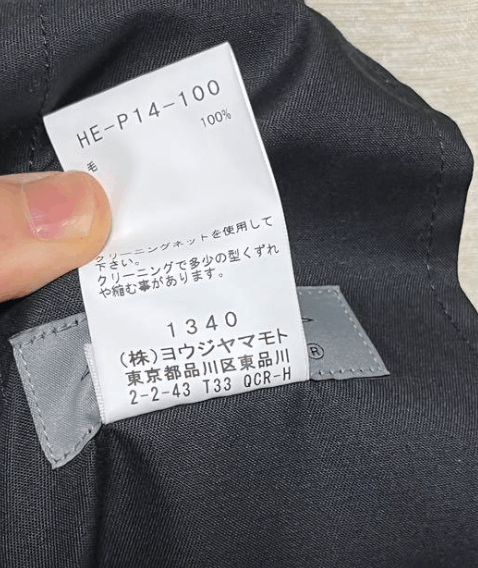 HE-P14-100
毛 100%
クリーニングネットを使用して
下さい。
クリーニングで多少の型くずれ
や縮む事があります。
1340
(株)ヨウジヤマモト
東京都品川区東品川
2-2-43 T33 QCR-H
®